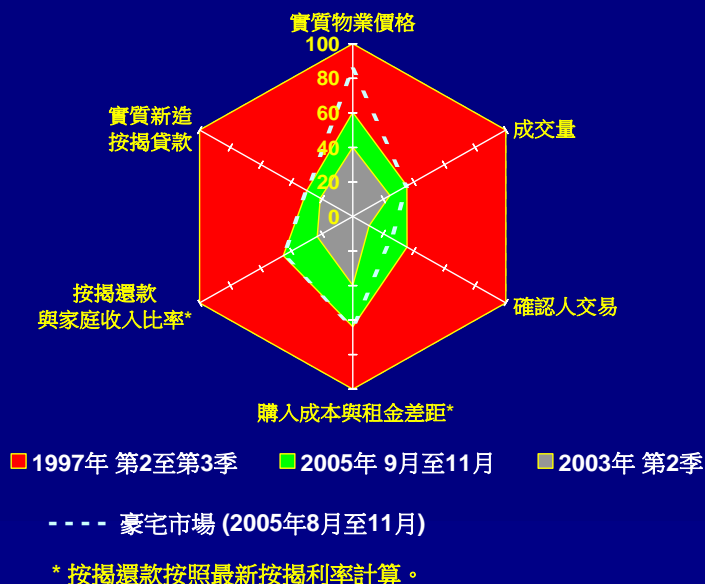 實質物業價格
100
80
60
40
20
0
實質新造
按揭貸款
成交量
按揭還款
與家庭收入比率*
確認人交易
購入成本與租金差距*
1997年 第2至第3季
2005年 9月至11月
2003年 第2季
豪宅市場 (2005年8月至11月)
* 按揭還款按照最新按揭利率計算。